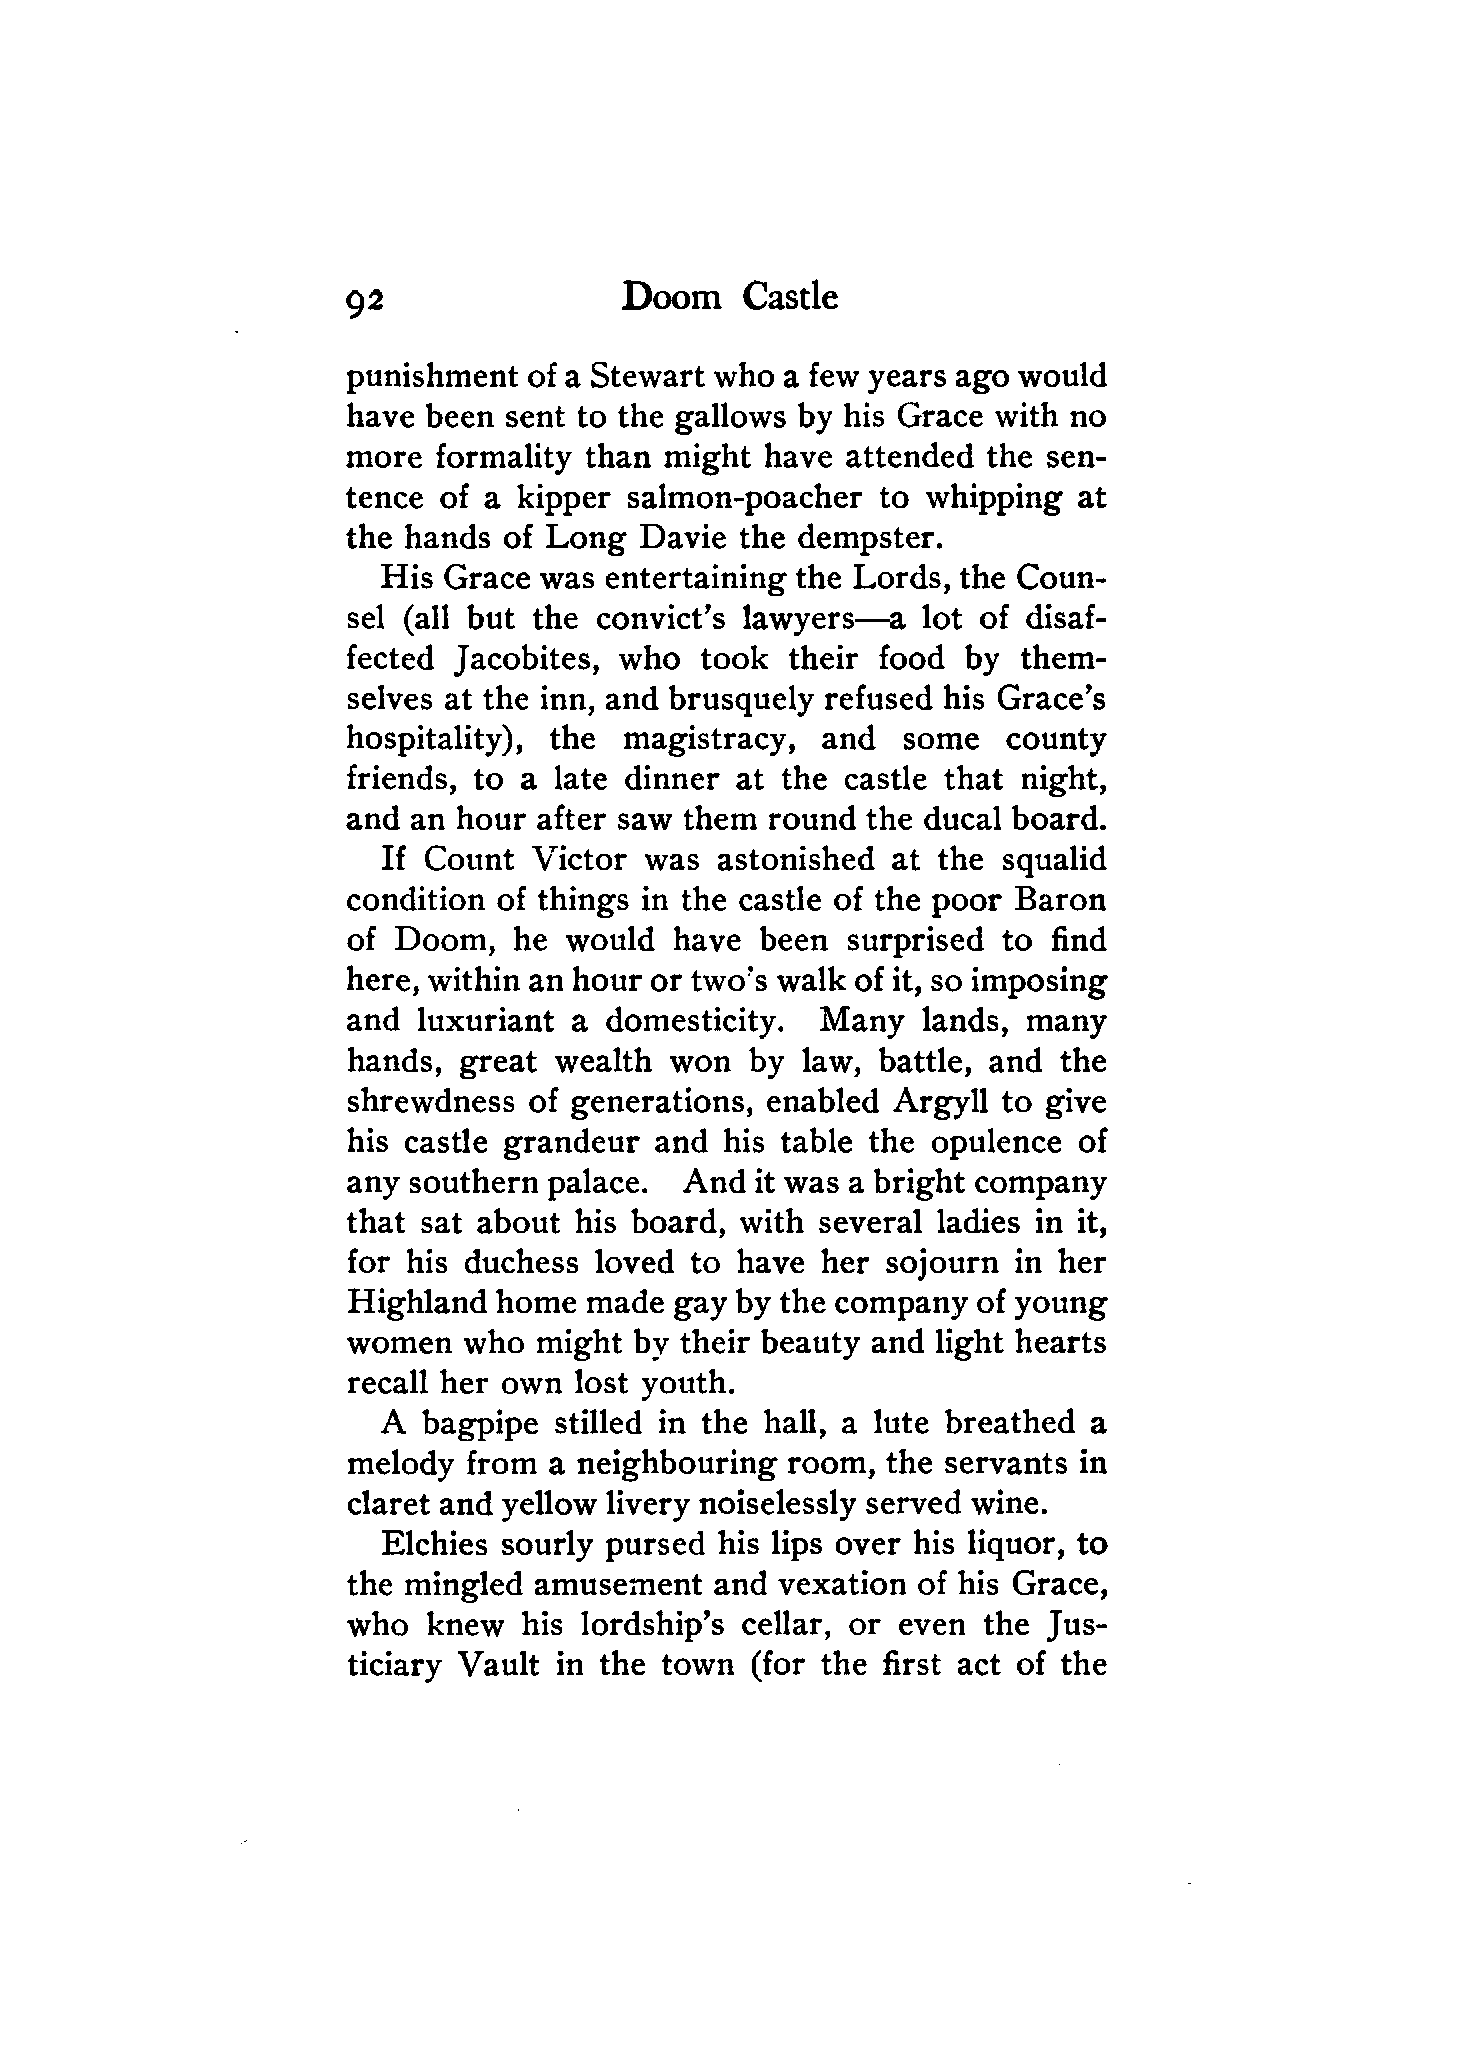 92 Doom Castle
punishment of a Stewart who a few years ago would
have been sent to the gallows by his Grace with no
more formality than might have attended the sen-
tence of a kipper salmon-poacher to whipping at
the hands of Long Davie the dempster.
His Grace was entertaining the Lords, the Coun-
sel (all but the convict's lawyers—a lot of disaf-
fected Jacobites, who took their food by them-
selves at the inn, and brusquely refused his Grace's
hospitality), the magistracy, and some county
friends, to a late dinner at the castle that night,
and an hour after saw them round the ducal board.
If Count Victor was astonished at the squalid
condition of things in the castle of the poor Baron
of Doom, he would have been surprised to find
here, within an hour or two's walk of it, so imposing
and luxuriant a domesticity. Many lands, many
hands, great wealth won by law, battle, and the
shrewdness of generations, enabled Argyll to give
his castle grandeur and his table the opulence of
any southern palace. And it was a bright company
that sat about his board, with several ladies in it,
for his duchess loved to have her sojourn in her
Highland home made gay by the company of young
women who might by their beauty and light hearts
recall her own lost youth.
A bagpipe stilled in the hall, a lute breathed a
melody from a neighbouring room, the servants in
claret and yellow livery noiselessly served wine.
Elchies sourly pursed his lips over his liquor, to
the mingled amusement and vexation of his Grace,
who knew his lordship's cellar, or even the Jus-
ticiary Vault in the town (for the first act of the